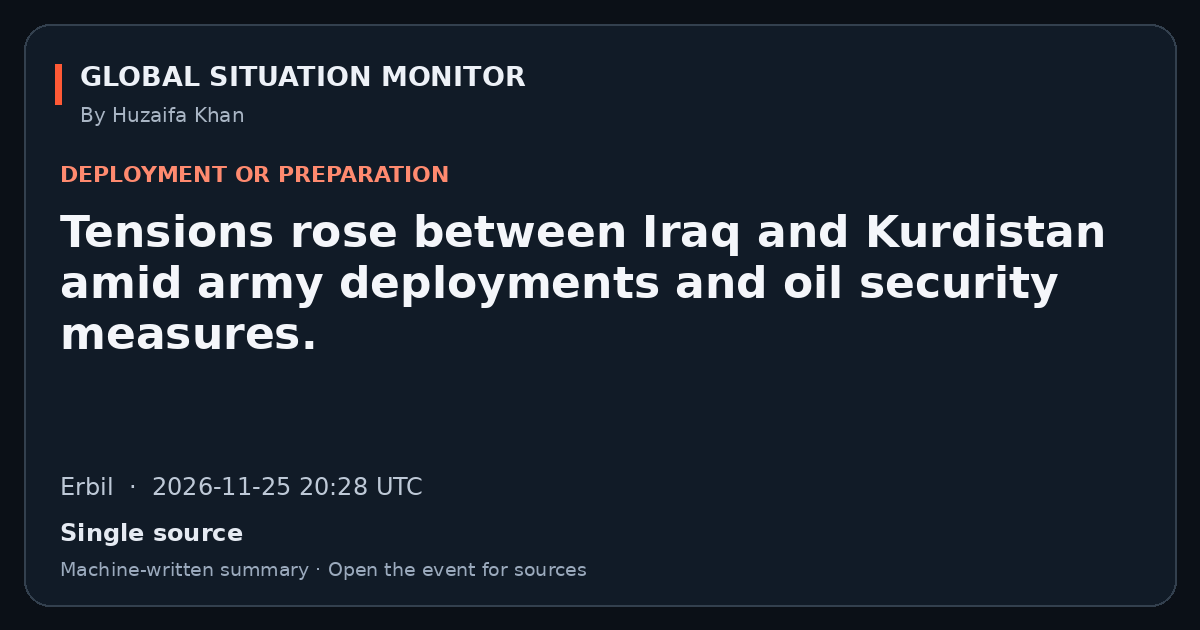 GLOBAL SITUATION MONITOR
By Huzaifa Khan
DEPLOYMENT OR PREPARATION
Tensions rose between Iraq and Kurdistan
amid army deployments and oil security
measures.
Erbil · 2026-11-25 20:28 UTC
Single source
Machine-written summary · Open the event for sources